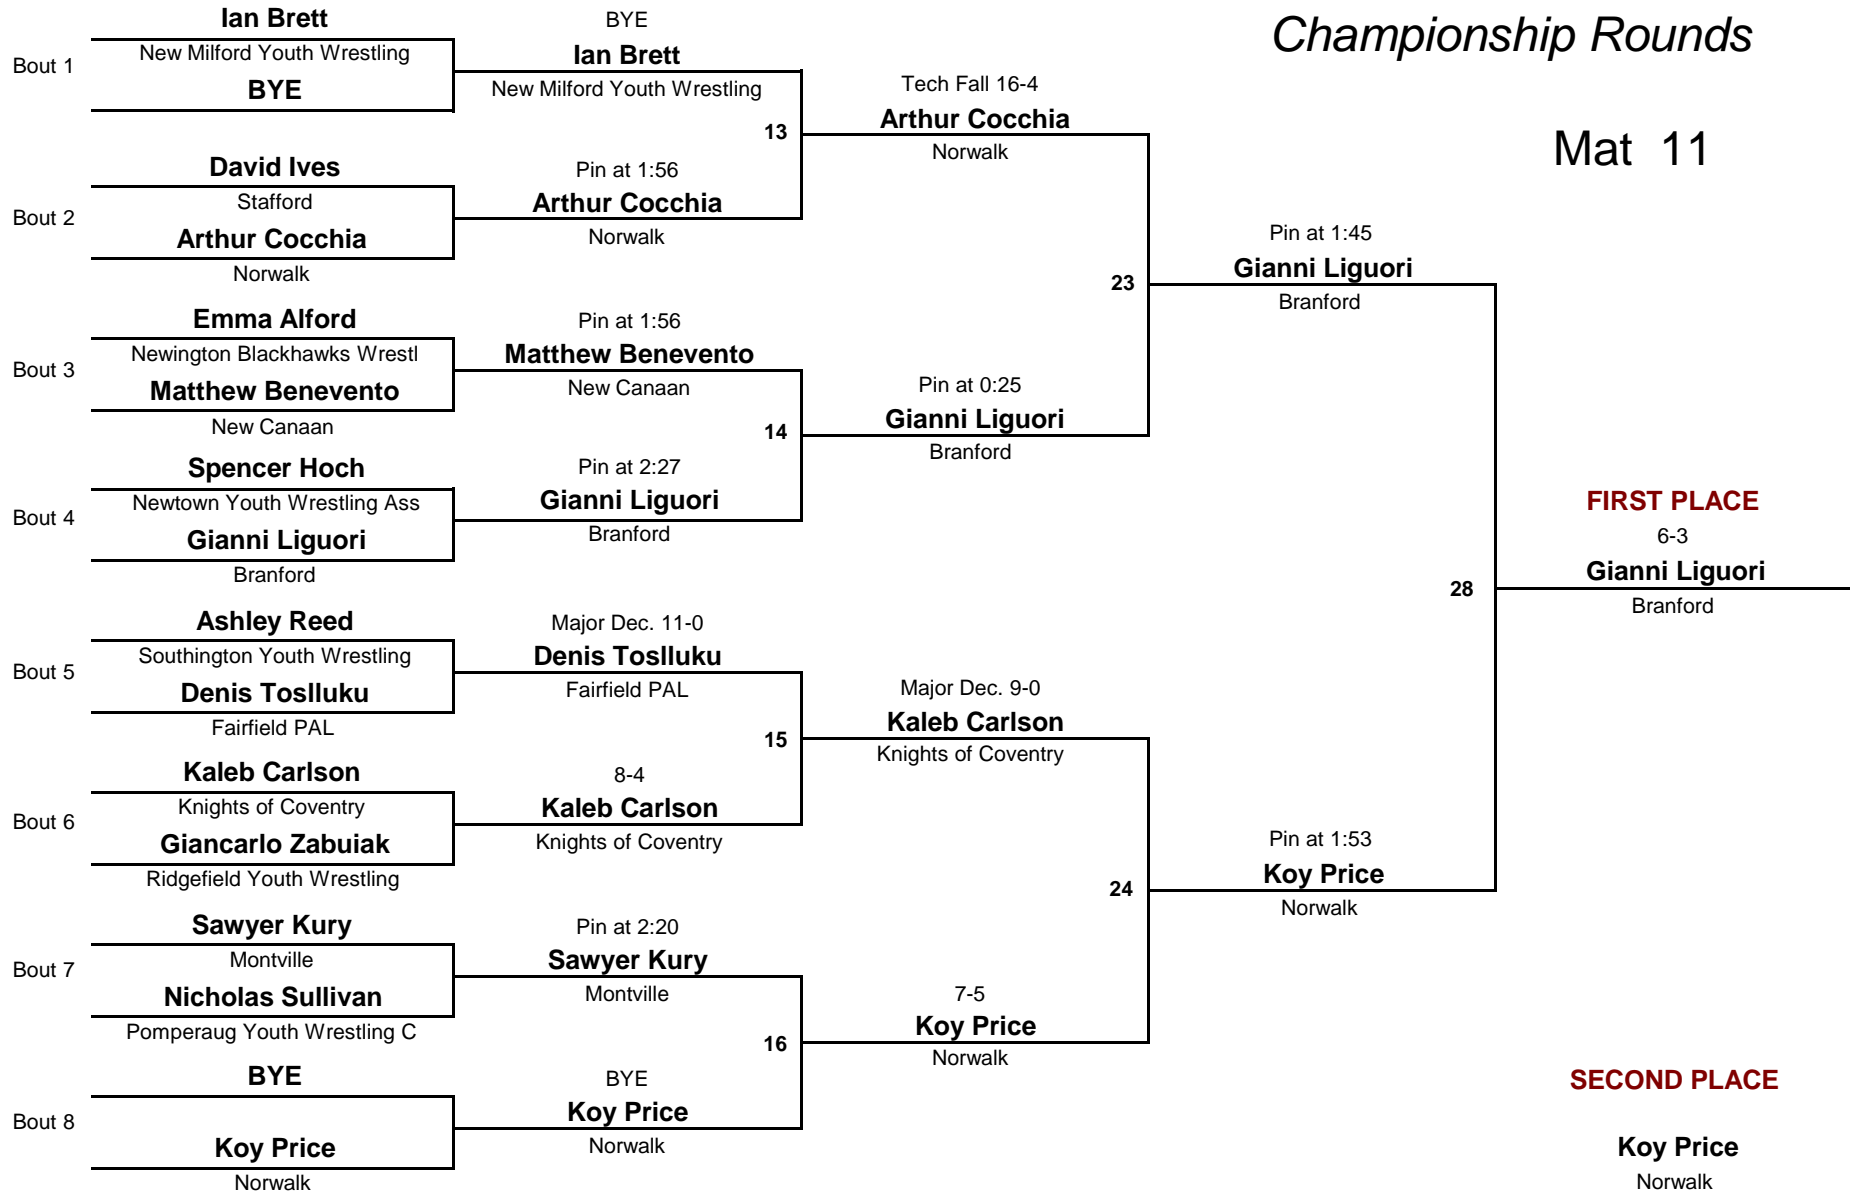 Championship Rounds
Mat 11
Bout 1
Ian Brett
New Milford Youth Wrestling
BYE
Bout 2
David Ives
Stafford
Arthur Cocchia
Norwalk
Bout 3
Emma Alford
Newington Blackhawks Wrestl
Matthew Benevento
New Canaan
Bout 4
Spencer Hoch
Newtown Youth Wrestling Ass
Gianni Liguori
Branford
Bout 5
Ashley Reed
Southington Youth Wrestling
Denis Toslluku
Fairfield PAL
Bout 6
Kaleb Carlson
Knights of Coventry
Giancarlo Zabuiak
Ridgefield Youth Wrestling
Bout 7
Sawyer Kury
Montville
Nicholas Sullivan
Pomperaug Youth Wrestling C
Bout 8
BYE
Koy Price
Norwalk
BYE
Ian Brett
New Milford Youth Wrestling
13
Pin at 1:56
Arthur Cocchia
Norwalk
Pin at 1:56
Matthew Benevento
New Canaan
14
Pin at 2:27
Gianni Liguori
Branford
Major Dec. 11-0
Denis Toslluku
Fairfield PAL
15
8-4
Kaleb Carlson
Knights of Coventry
Pin at 2:20
Sawyer Kury
Montville
16
BYE
Koy Price
Norwalk
Tech Fall 16-4
Arthur Cocchia
Norwalk
23
Pin at 0:25
Gianni Liguori
Branford
Major Dec. 9-0
Kaleb Carlson
Knights of Coventry
24
7-5
Koy Price
Norwalk
Pin at 1:45
Gianni Liguori
Branford
28
Pin at 1:53
Koy Price
Norwalk
FIRST PLACE
6-3
Gianni Liguori
Branford
SECOND PLACE
Koy Price
Norwalk